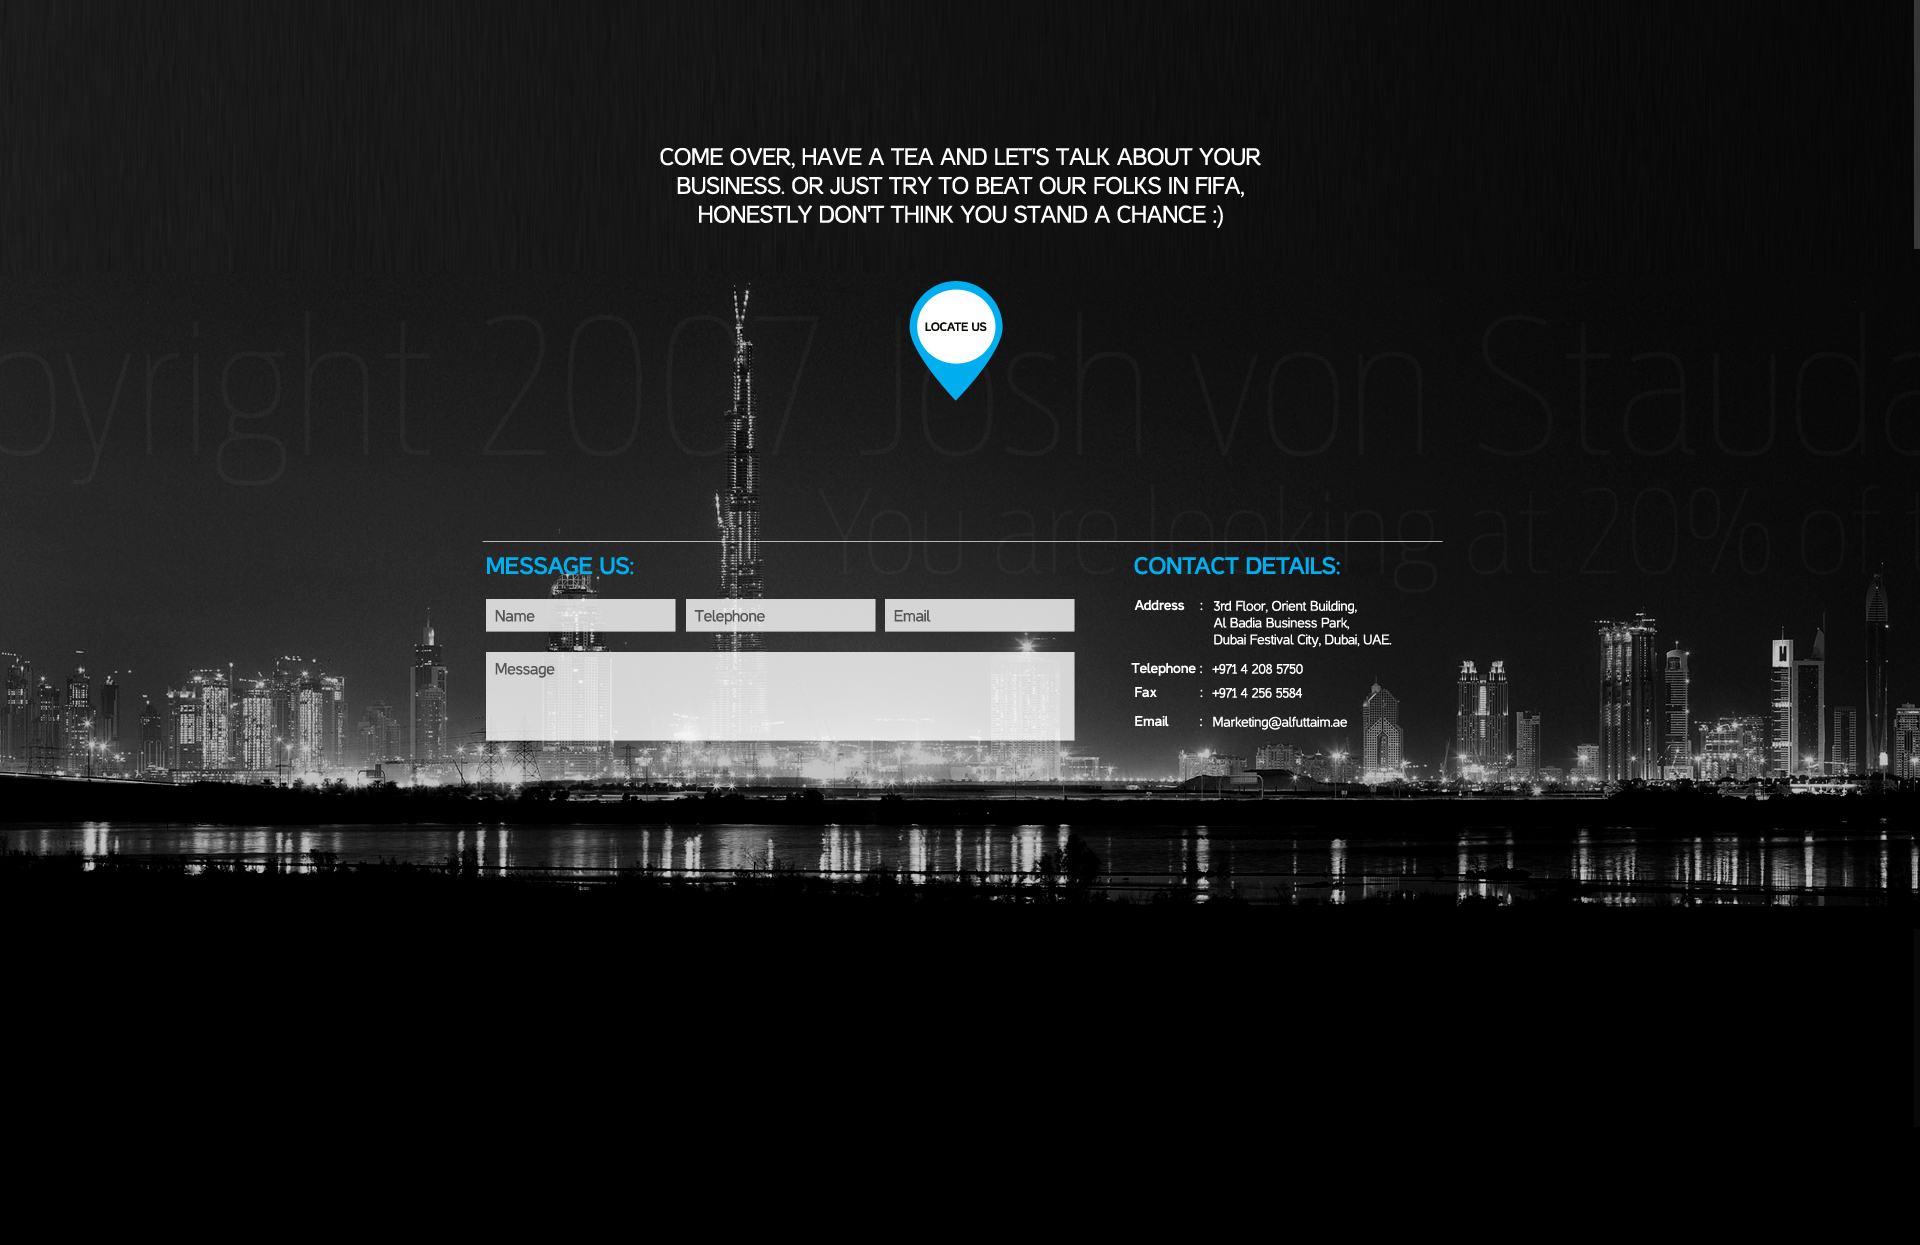 COME OVER, HAVE A TEA AND LET'S TALK ABOUT YOUR
BUSINESS. OR JUST TRY TO BEAT OUR FOLKS IN FIFA,
HONESTLY DON'T THINK YOU STAND A CHANCE :)
LOCATE US
opyright 2007 Josh von Stauda
You are looking at 20% of t
MESSAGE US:
Name
Telephone
Email
Message
CONTACT DETAILS:
Address : 3rd Floor, Orient Building,
Al Badia Business Park,
Dubai Festival City, Dubai, UAE.
Telephone : +971 4 208 5750
Fax : +971 4 256 5584
Email : Marketing@alfuttaim.ae